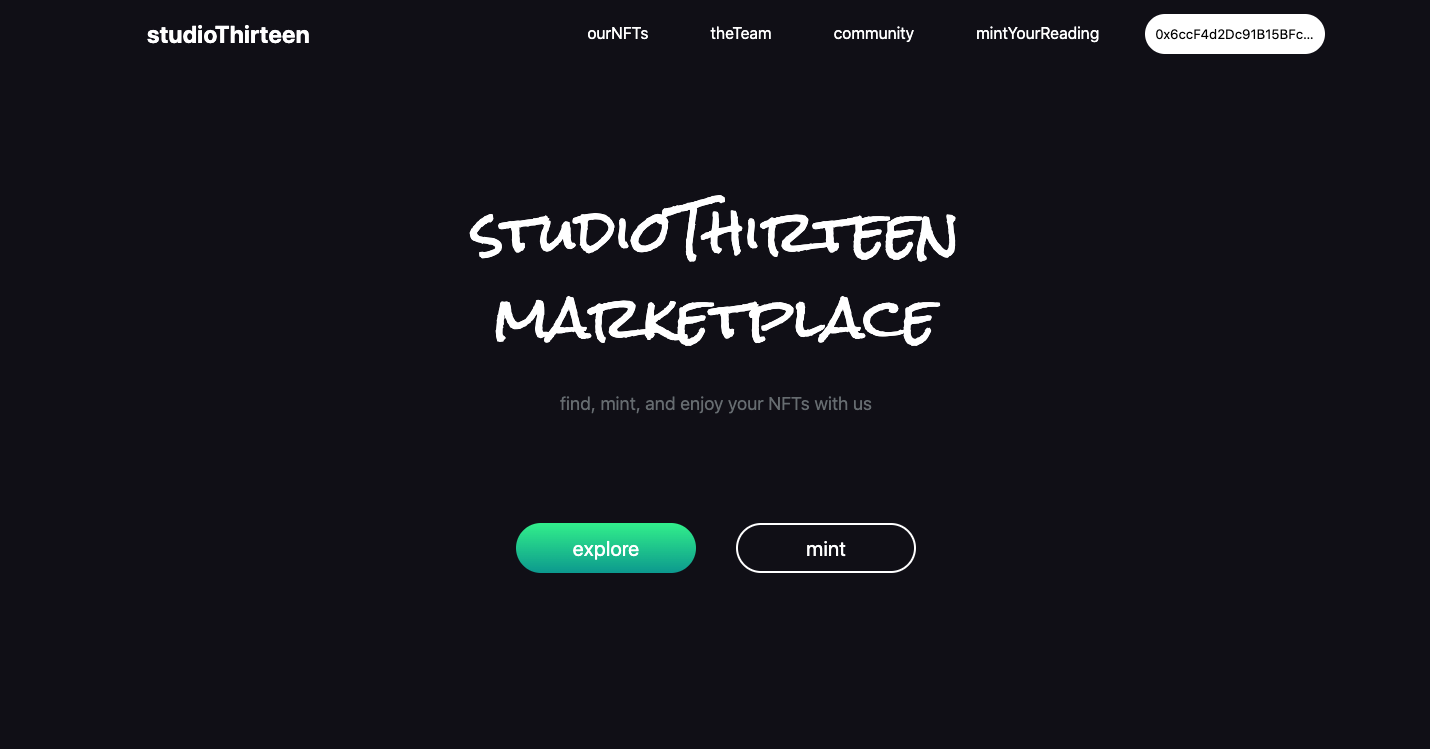 studioThirteen
ourNFTs
theTeam
community
mintYourReading
0x6ccF4d2Dc91B15BFc...
studioThirteen
marketplace
find, mint, and enjoy your NFTs with us
explore
mint